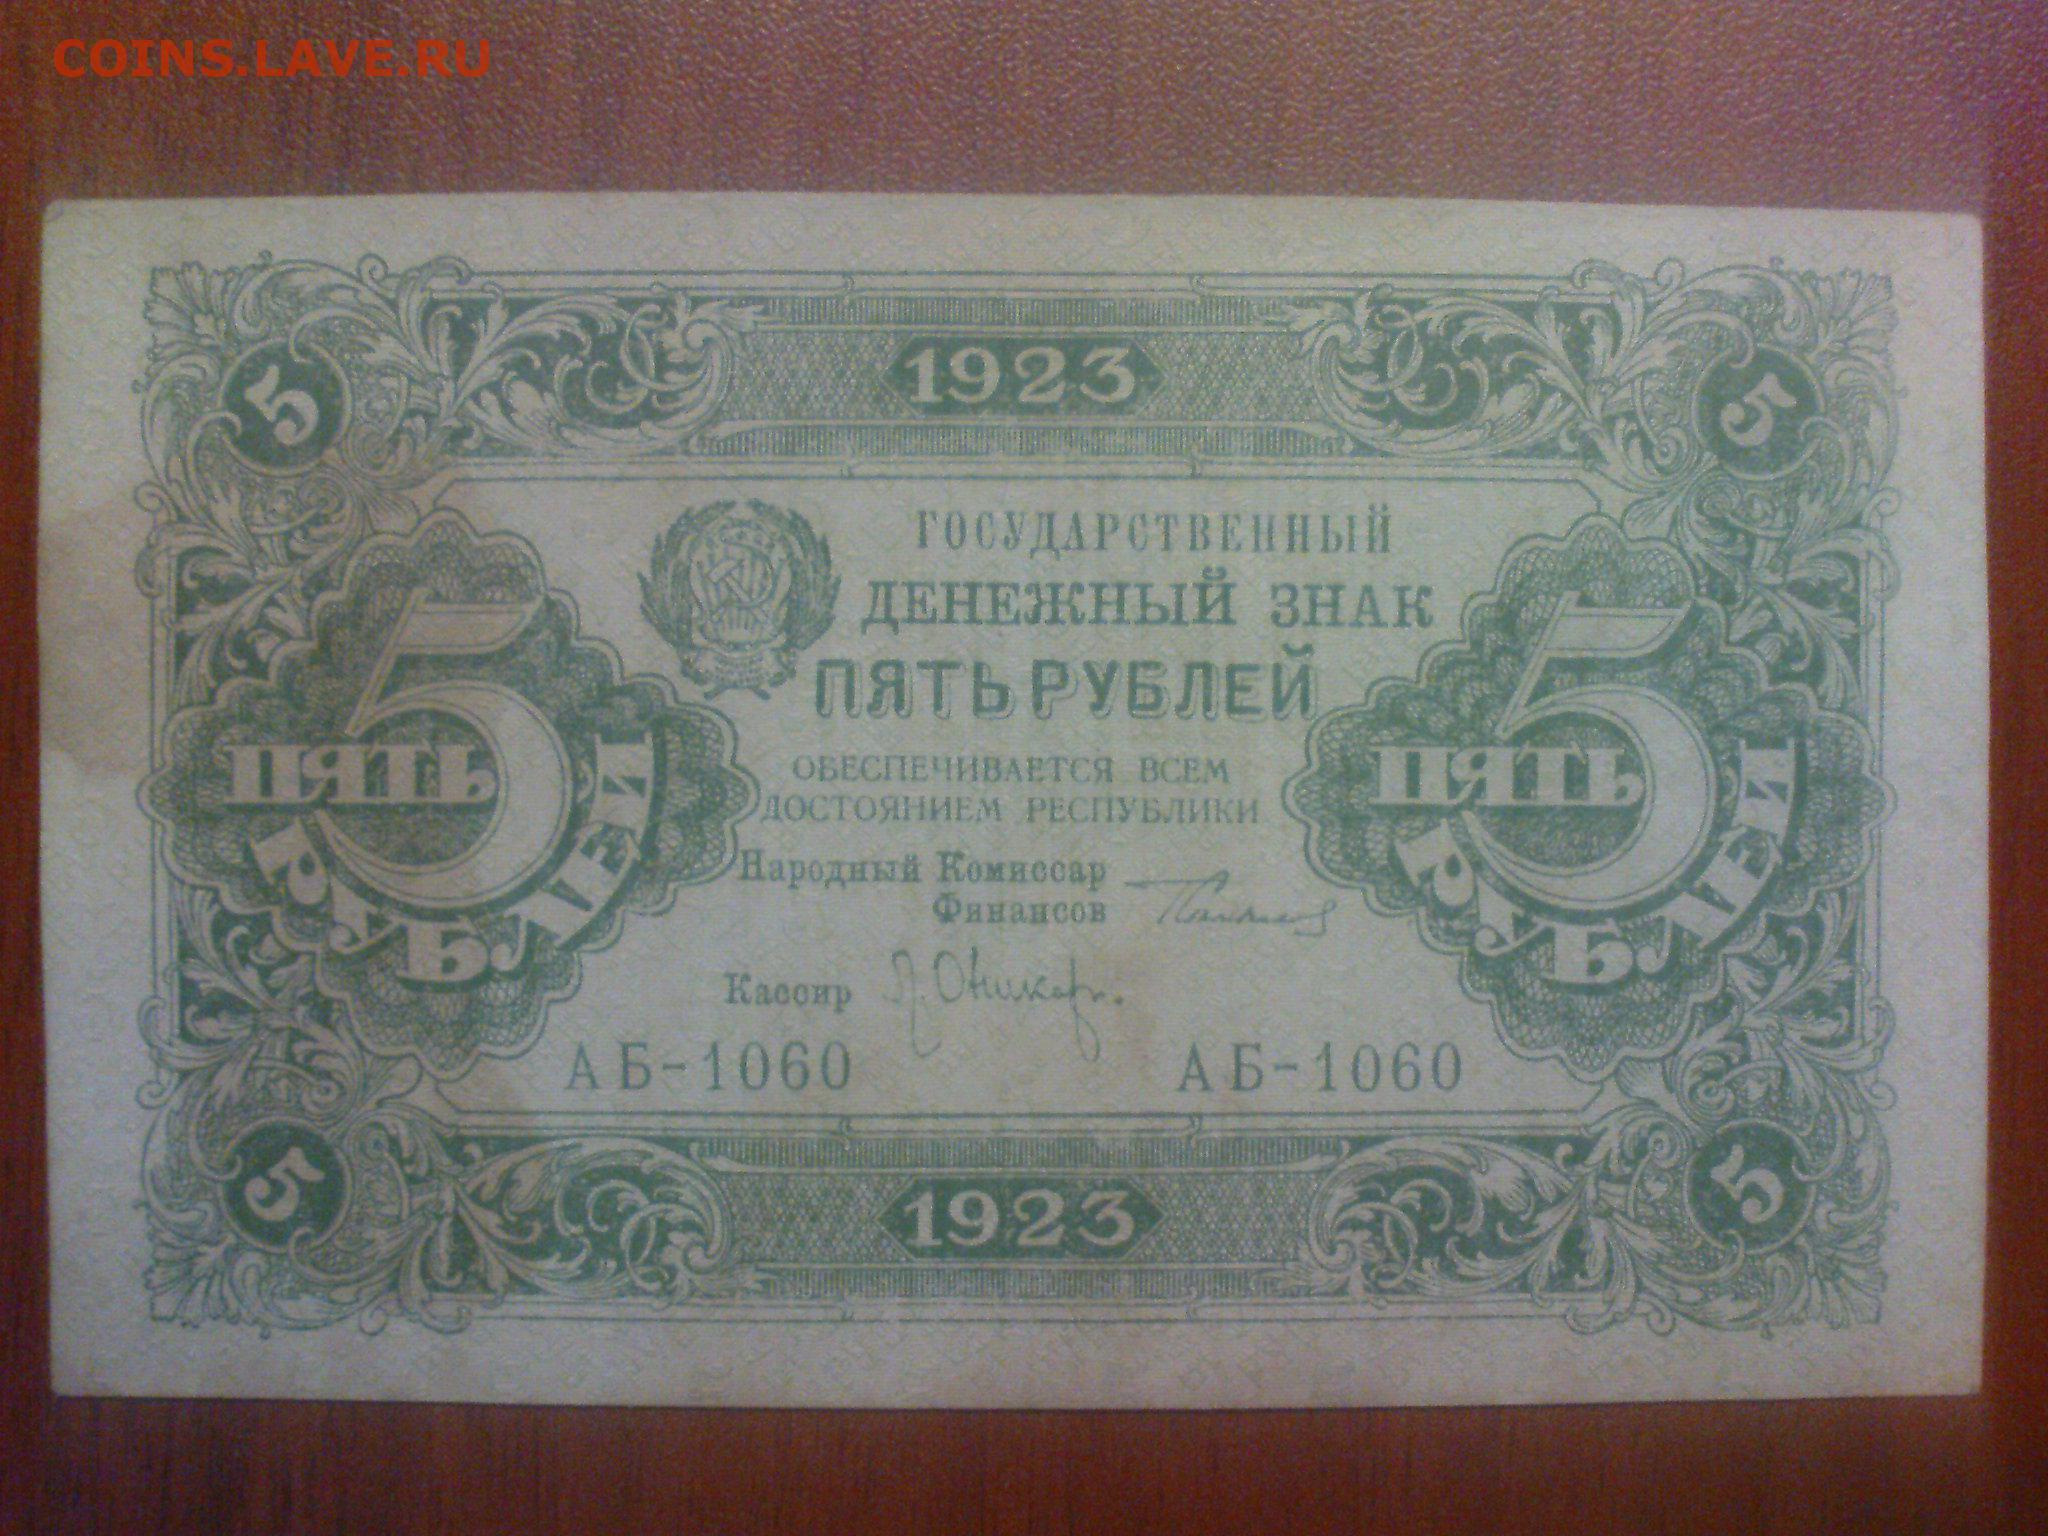 COINS.LAVE.RU
1923
5 5
ГОСУДАРСТВЕННЫЙ
ДЕНЕЖНЫЙ ЗНАК
ПЯТЬ РУБЛЕЙ
5 ПЯТЬ РУБЛЕЙ
5 ПЯТЬ РУБЛЕЙ
ОБЕСПЕЧИВАЕТСЯ ВСЕМ
ДОСТОЯНИЕМ РЕСПУБЛИКИ
Народный Комиссар
Финансов
Кассир
АБ-1060 АБ-1060
5 5
1923